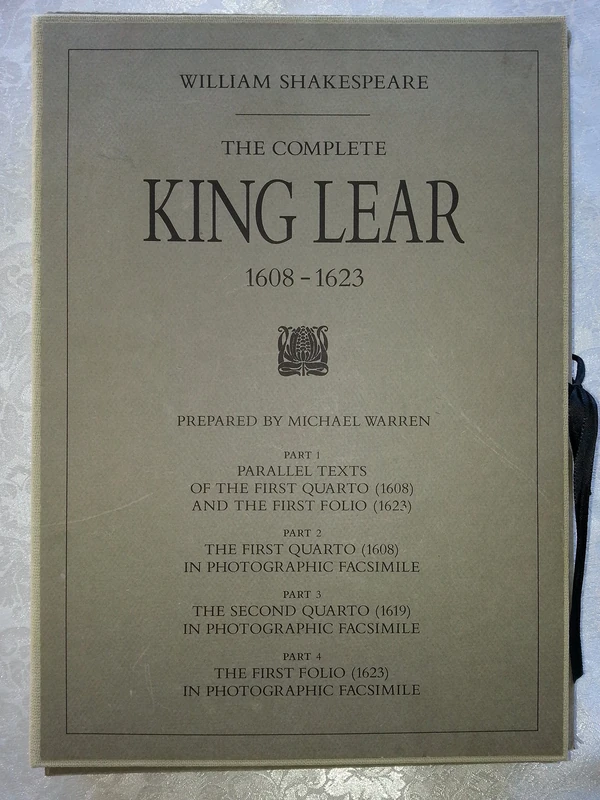 WILLIAM SHAKESPEARE
THE COMPLETE
KING LEAR
1608-1623
PREPARED BY MICHAEL WARREN
PART 1
PARALLEL TEXTS
OF THE FIRST QUARTO (1608)
AND THE FIRST FOLIO (1623)
PART 2
THE FIRST QUARTO (1608)
IN PHOTOGRAPHIC FACSIMILE
PART 3
THE SECOND QUARTO (1619)
IN PHOTOGRAPHIC FACSIMILE
PART 4
THE FIRST FOLIO (1623)
IN PHOTOGRAPHIC FACSIMILE